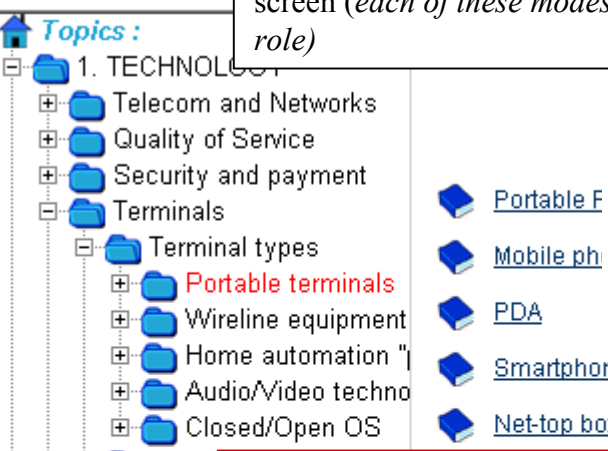 screen (each of these modes
role)
Topics :
1. TECHNOLOGY
Telecom and Networks
Quality of Service
Security and payment
Terminals
Terminal types
Portable terminals
Wireline equipment
Home automation "
Audio/Video techno
Closed/Open OS
Portable P
Mobile pho
PDA
Smartphon
Net-top bo